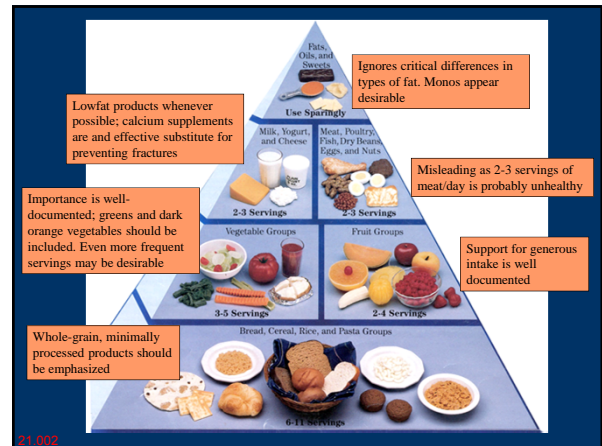 Fats,
Oils, and
Sweets
Use Sparingly
Ignores critical differences in
types of fat. Monos appear
desirable
Lowfat products whenever
possible; calcium supplements
are and effective substitute for
preventing fractures
Milk, Yogurt,
and Cheese
2-3 Servings
Meat, Poultry,
Fish, Dry Beans,
Eggs, and Nuts
2-3 Servings
Misleading as 2-3 servings of
meat/day is probably unhealthy
Importance is well-
documented; greens and dark
orange vegetables should be
included. Even more frequent
servings may be desirable
Vegetable Groups
3-5 Servings
Fruit Groups
2-4 Servings
Support for generous
intake is well
documented
Whole-grain, minimally
processed products should
be emphasized
Bread, Cereal, Rice, and Pasta Groups
6-11 Servings
21.002